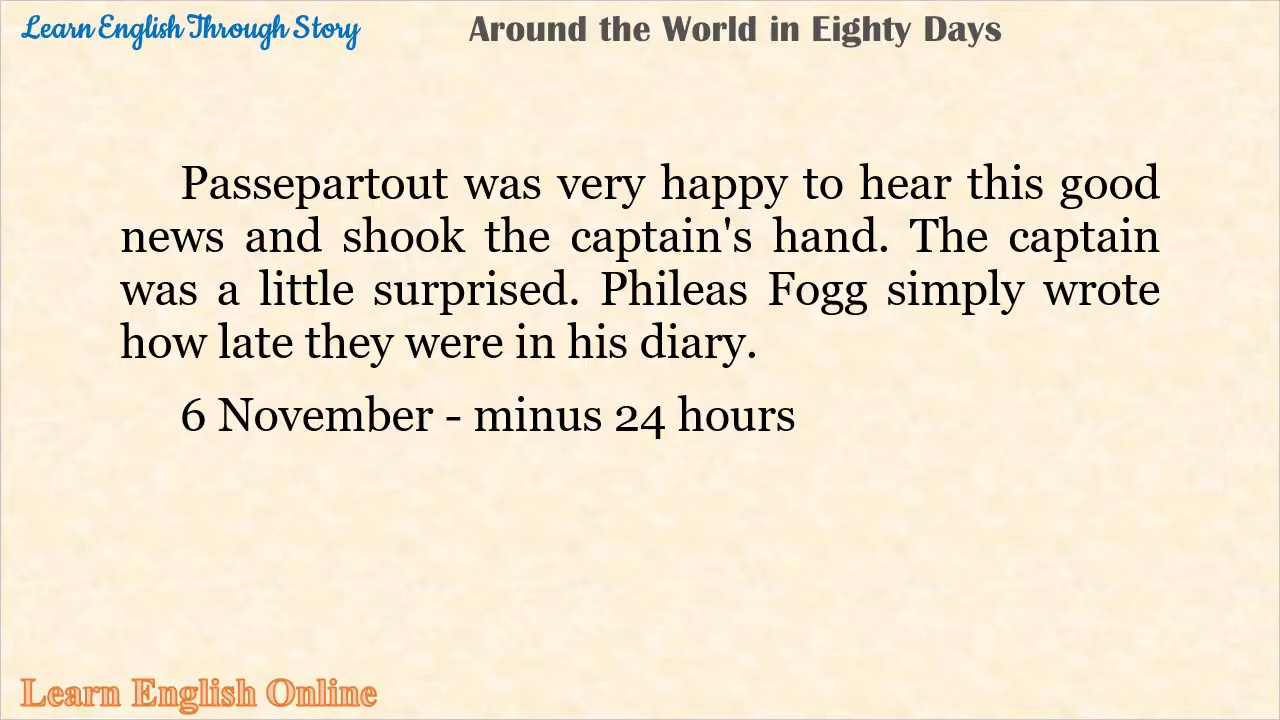 Learn English Through Story
Around the World in Eighty Days
Passepartout was very happy to hear this good
news and shook the captain's hand. The captain
was a little surprised. Phileas Fogg simply wrote
how late they were in his diary.
6 November - minus 24 hours
Learn English Online